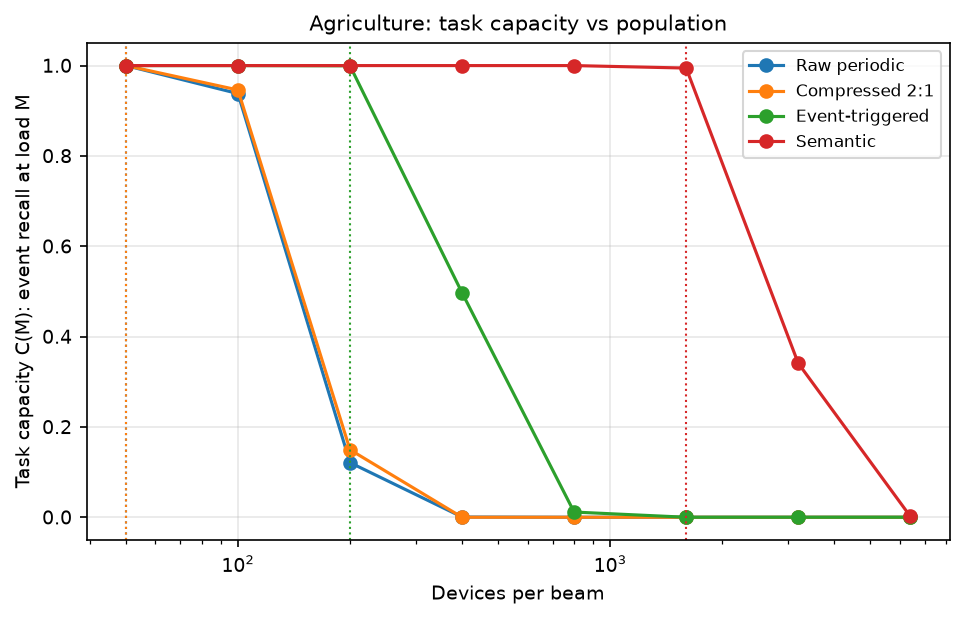 Agriculture: task capacity vs population
Task capacity C(M): event recall at load M
1.0
0.8
0.6
0.4
0.2
0.0
Raw periodic
Compressed 2:1
Event-triggered
Semantic
10²
10³
Devices per beam